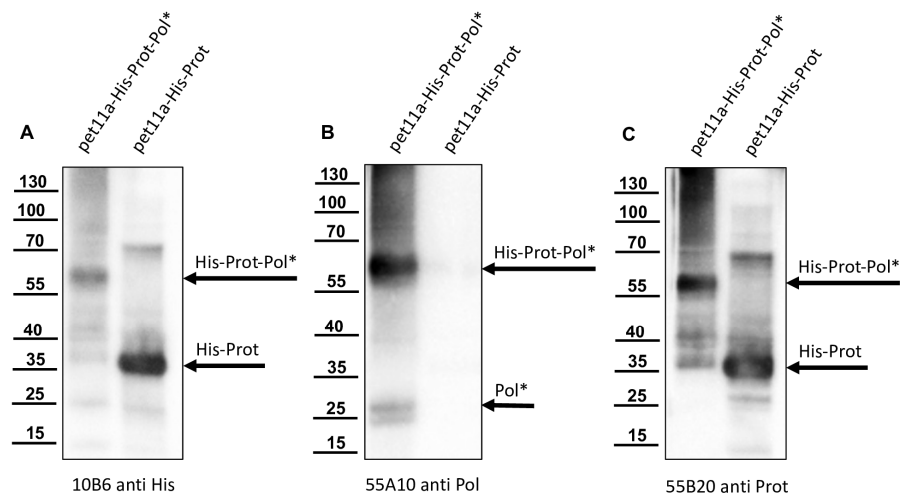 A
pet11a-His-Prot-Pol*
pet11a-His-Prot
130
100
70
55
40
35
25
15
His-Prot-Pol*
His-Prot
10B6 anti His
B
pet11a-His-Prot-Pol*
pet11a-His-Prot
130
100
70
55
40
35
25
15
His-Prot-Pol*
Pol*
55A10 anti Pol
C
pet11a-His-Prot-Pol*
pet11a-His-Prot
130
100
70
55
40
35
25
15
His-Prot-Pol*
His-Prot
55B20 anti Prot